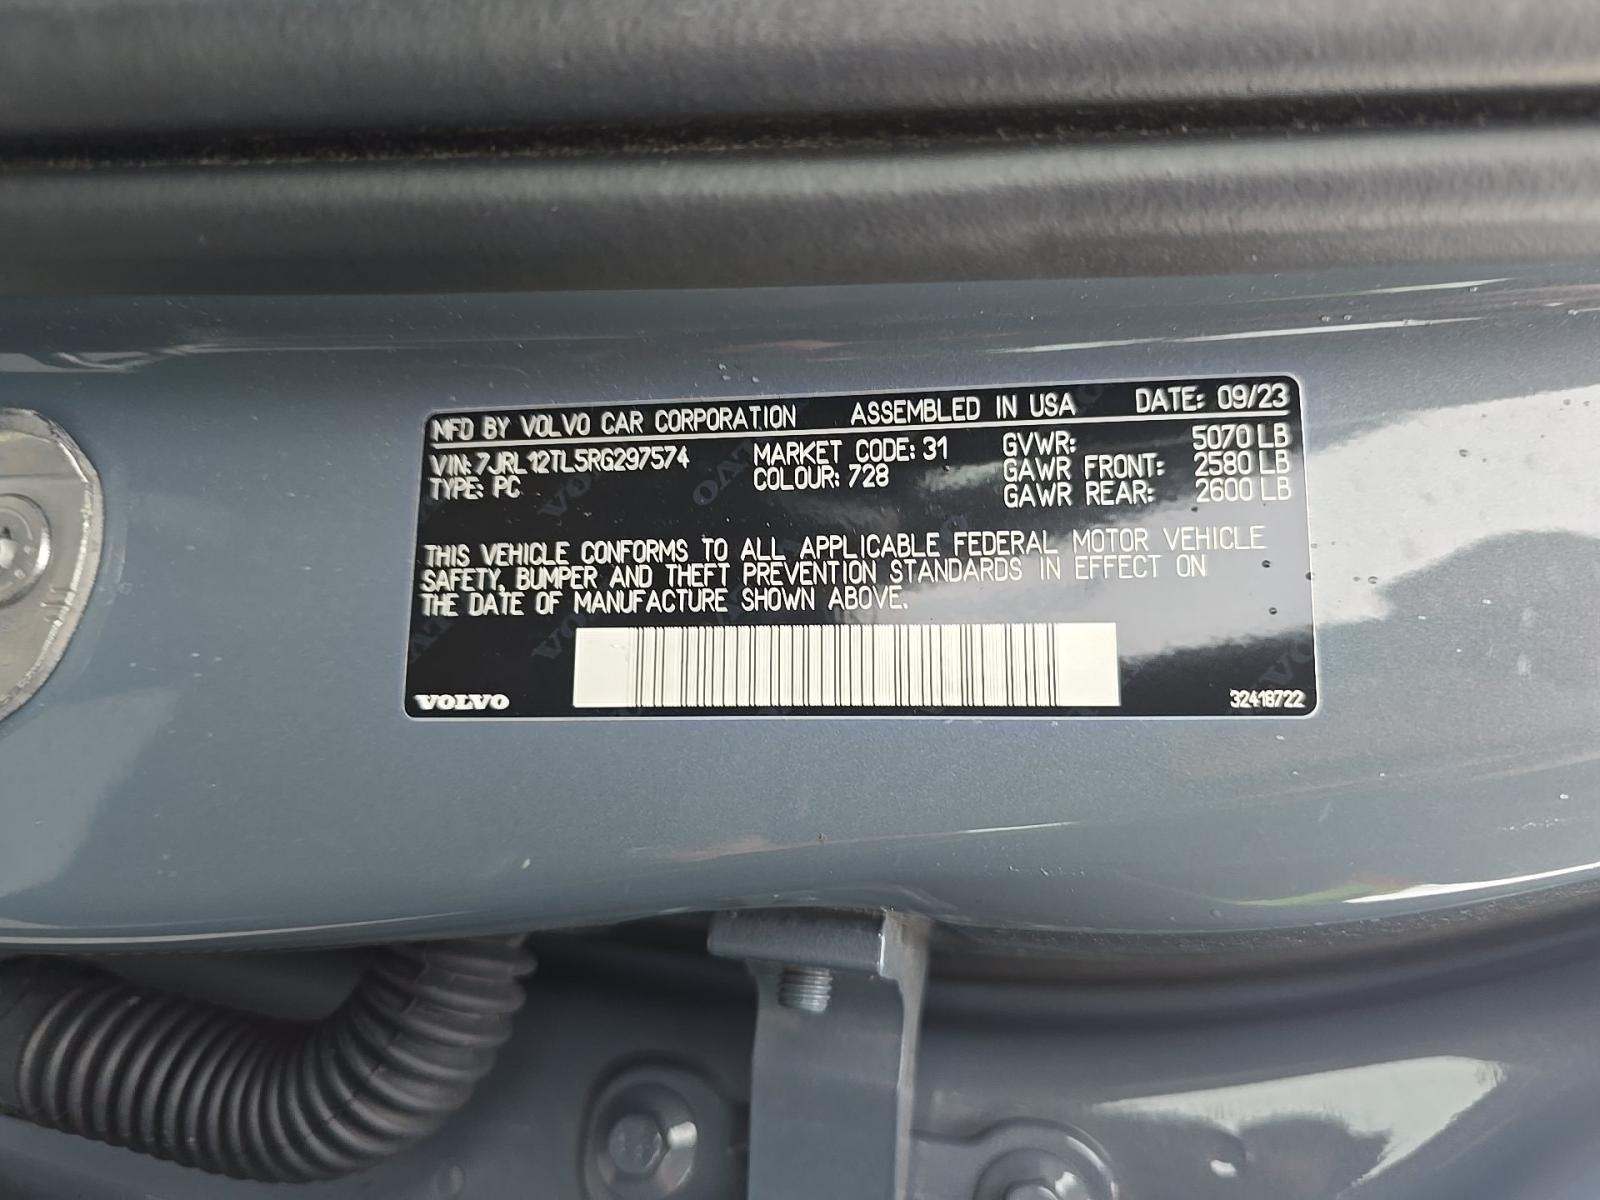 MFD BY VOLVO CAR CORPORATION ASSEMBLED IN USA DATE: 09/23
VIN: 7JRL12TL5RG297574 MARKET CODE: 31 GVWR: 5070 LB
TYPE: PC COLOUR: 728 GAWR FRONT: 2580 LB
GAWR REAR: 2600 LB
THIS VEHICLE CONFORMS TO ALL APPLICABLE FEDERAL MOTOR VEHICLE
SAFETY, BUMPER AND THEFT PREVENTION STANDARDS IN EFFECT ON
THE DATE OF MANUFACTURE SHOWN ABOVE.
VOLVO 32418722